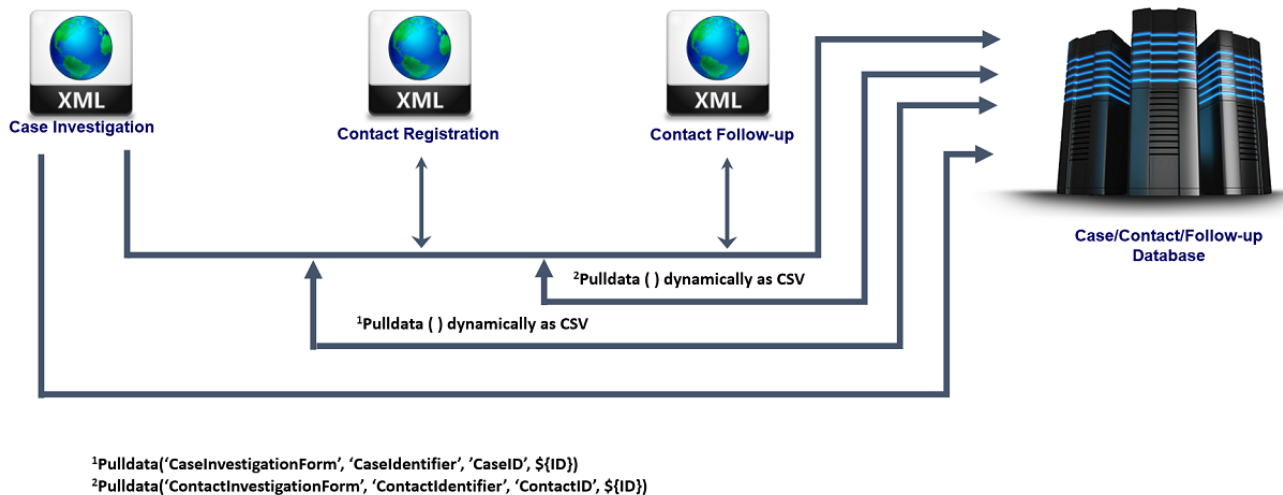 XML
XML
XML
Case Investigation
Contact Registration
Contact Follow-up
Case/Contact/Follow-up
Database
²Pulldata ( ) dynamically as CSV
¹Pulldata ( ) dynamically as CSV
¹Pulldata(‘CaseInvestigationForm’, ‘CaseIdentifier’, ’CaseID’, ${ID})
²Pulldata(‘ContactInvestigationForm’, ‘ContactIdentifier’, ‘ContactID’, ${ID})